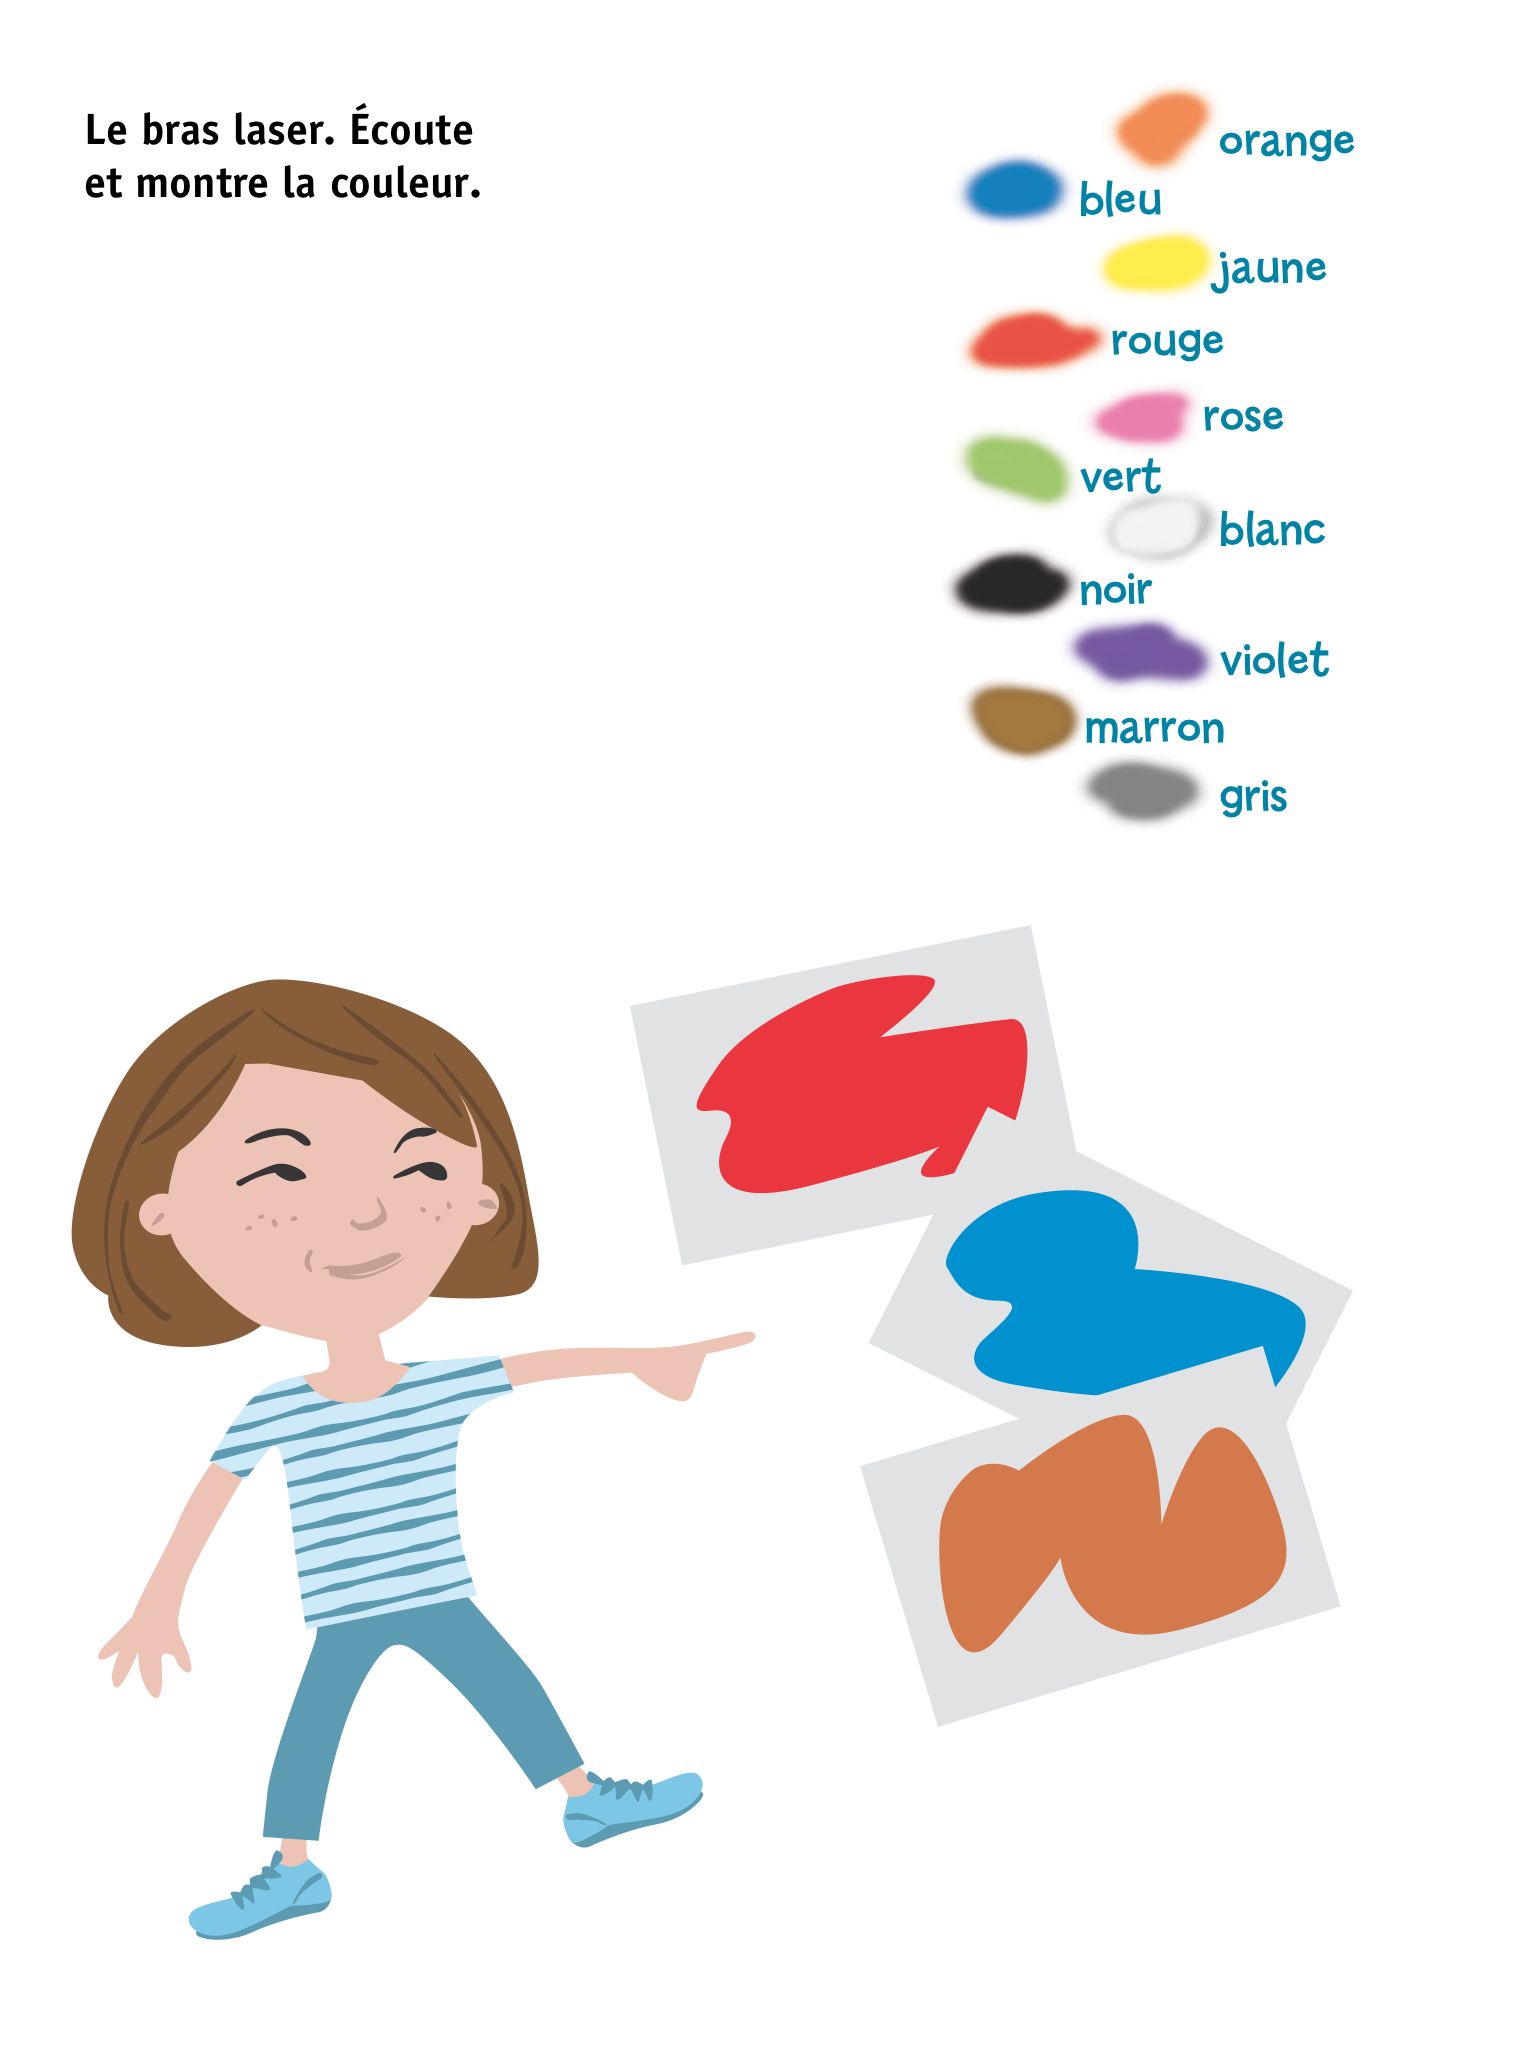 Le bras laser. Écoute
et montre la couleur.
orange
bleu
jaune
rouge
rose
vert
blanc
noir
violet
marron
gris